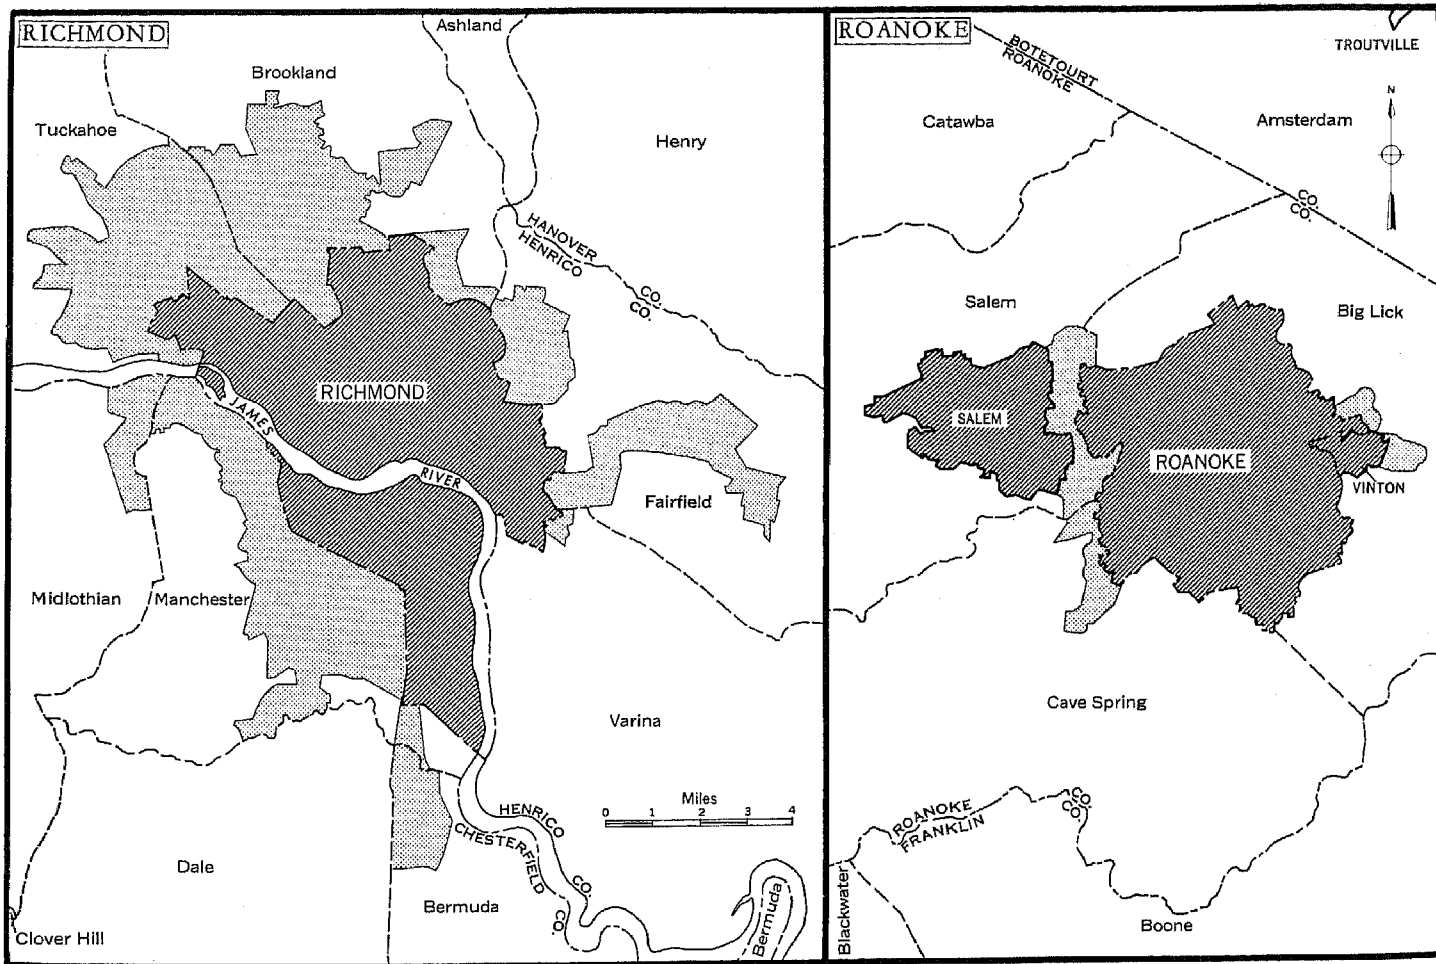 RICHMOND
Ashland
Brookland
Tuckahoe
Henry
HANOVER CO.
HENRICO CO.
RICHMOND
JAMES RIVER
Fairfield
Midlothian
Manchester
Varina
Miles
0 1 2 3 4
HENRICO CO.
CHESTERFIELD CO.
Dale
Bermuda
Bermuda
Clover Hill
ROANOKE
TROUTVILLE
BOTETOURT CO.
ROANOKE CO.
N
Catawba
Amsterdam
Salem
Big Lick
SALEM
ROANOKE
VINTON
Cave Spring
ROANOKE CO.
FRANKLIN CO.
Blackwater
Boone